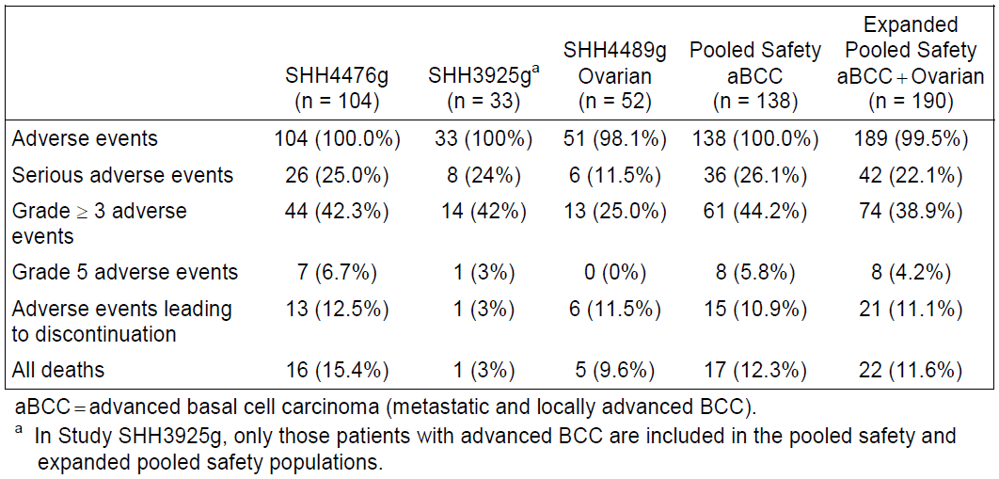 SHH4476g (n = 104) SHH3925gᵃ (n = 33) SHH4489g Ovarian (n = 52) Pooled Safety aBCC (n = 138) Expanded Pooled Safety aBCC + Ovarian (n = 190)
Adverse events 104 (100.0%) 33 (100%) 51 (98.1%) 138 (100.0%) 189 (99.5%)
Serious adverse events 26 (25.0%) 8 (24%) 6 (11.5%) 36 (26.1%) 42 (22.1%)
Grade ≥ 3 adverse events 44 (42.3%) 14 (42%) 13 (25.0%) 61 (44.2%) 74 (38.9%)
Grade 5 adverse events 7 (6.7%) 1 (3%) 0 (0%) 8 (5.8%) 8 (4.2%)
Adverse events leading to discontinuation 13 (12.5%) 1 (3%) 6 (11.5%) 15 (10.9%) 21 (11.1%)
All deaths 16 (15.4%) 1 (3%) 5 (9.6%) 17 (12.3%) 22 (11.6%)
aBCC = advanced basal cell carcinoma (metastatic and locally advanced BCC).
ᵃ In Study SHH3925g, only those patients with advanced BCC are included in the pooled safety and
expanded pooled safety populations.